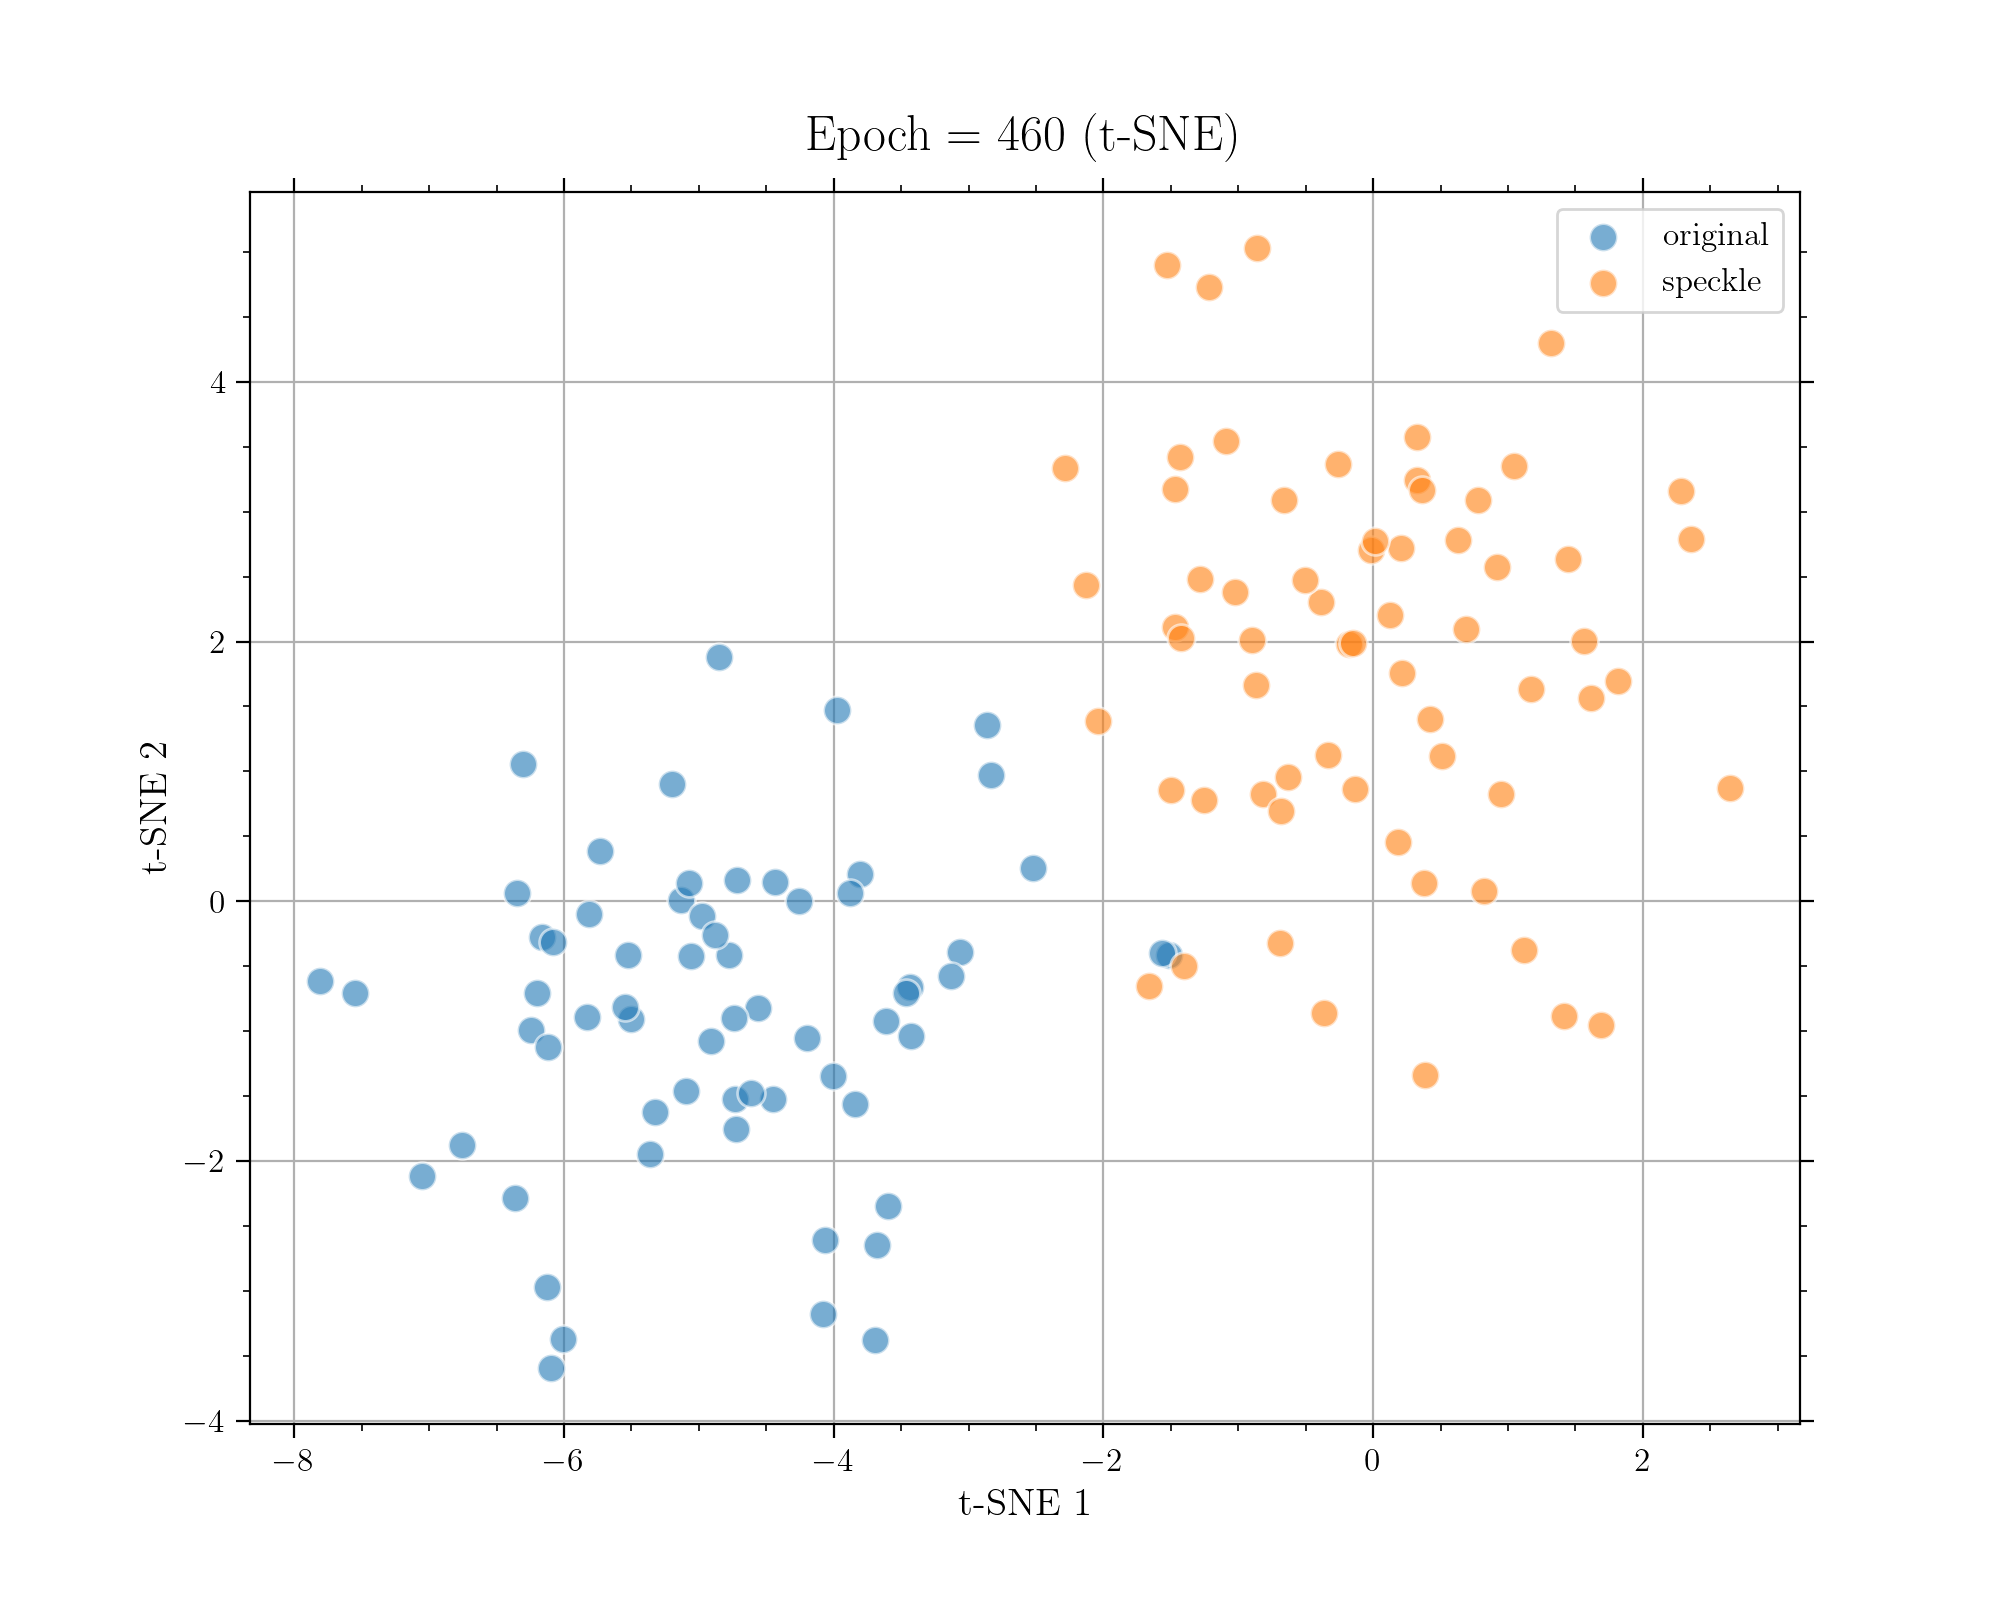 Epoch = 460 (t-SNE)
original
speckle
4
2
0
−2
−4
t-SNE 2
−8
−6
−4
−2
0
2
t-SNE 1